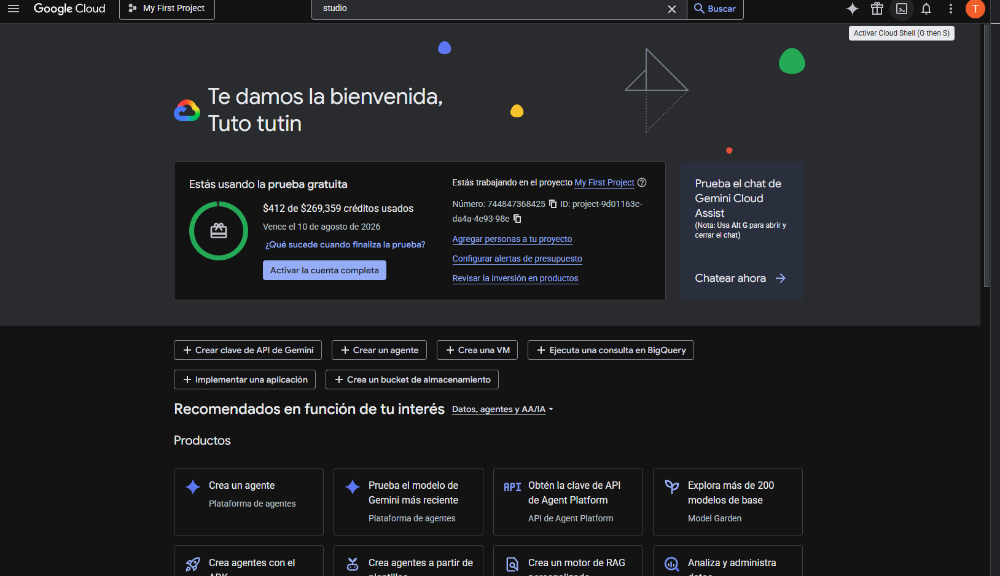 Google Cloud
My First Project
studio
Buscar
T
Activar Cloud Shell (G then S)
Te damos la bienvenida,
Tuto tutin
Estás usando la prueba gratuita
$412 de $269,359 créditos usados
Vence el 10 de agosto de 2026
¿Qué sucede cuando finaliza la prueba?
Activar la cuenta completa
Estás trabajando en el proyecto My First Project
Número: 744847368425 ID: project-9d01163c-
da4a-4e93-98e
Agregar personas a tu proyecto
Configurar alertas de presupuesto
Revisar la inversión en productos
Prueba el chat de
Gemini Cloud
Assist
(Nota: Usa Alt G para abrir y
cerrar el chat)
Chatear ahora
Crear clave de API de Gemini
Crear un agente
Crea una VM
Ejecuta una consulta en BigQuery
Implementar una aplicación
Crea un bucket de almacenamiento
Recomendados en función de tu interés
Datos, agentes y AA/IA
Productos
Crea un agente
Plataforma de agentes
Prueba el modelo de
Gemini más reciente
Plataforma de agentes
API
Obtén la clave de API
de Agent Platform
API de Agent Platform
Explora más de 200
modelos de base
Model Garden
Crea agentes con el
ADK
Crea agentes a partir de
plantillas
Crea un motor de RAG
personalizado
Analiza y administra
datos